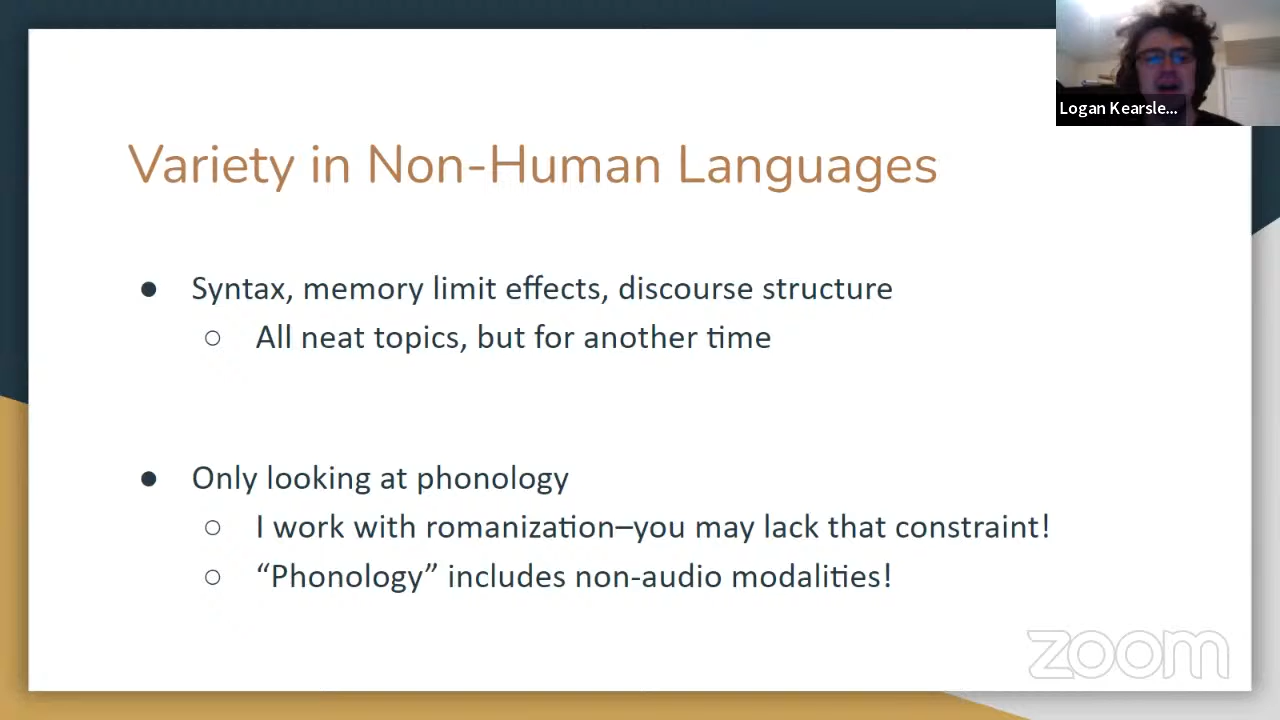 Variety in Non-Human Languages
● Syntax, memory limit effects, discourse structure
○ All neat topics, but for another time
● Only looking at phonology
○ I work with romanization–you may lack that constraint!
○ “Phonology” includes non-audio modalities!
Logan Kearsle...
zoom